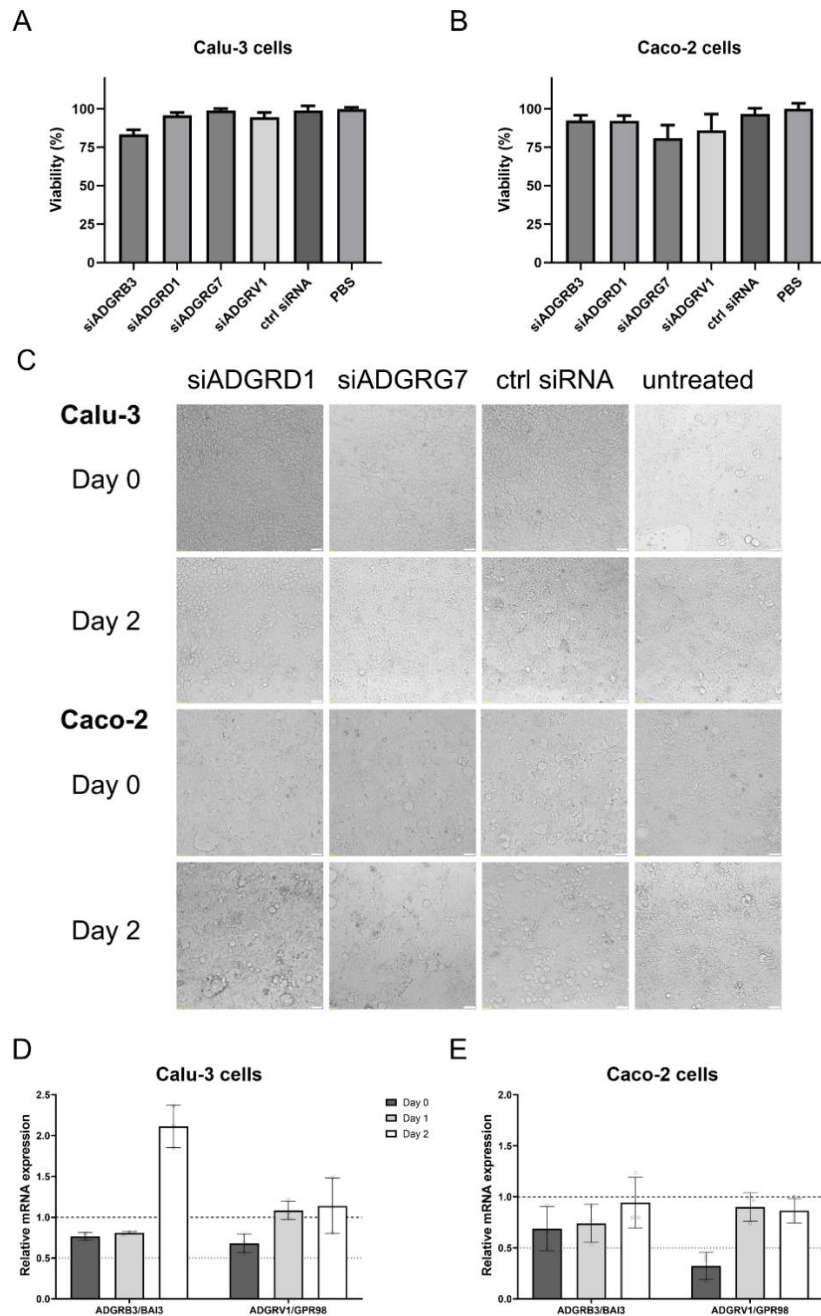 A
Calu-3 cells
Viability (%)
100
75
50
25
0
siADGRB3
siADGRD1
siADGRG7
siADGRV1
ctrl siRNA
PBS
B
Caco-2 cells
Viability (%)
100
75
50
25
0
siADGRB3
siADGRD1
siADGRG7
siADGRV1
ctrl siRNA
PBS
C
siADGRD1 siADGRG7 ctrl siRNA untreated
Calu-3
Day 0
Day 2
Caco-2
Day 0
Day 2
D
Calu-3 cells
Relative mRNA expression
2.5
2.0
1.5
1.0
0.5
0.0
ADGRB3/BAI3 ADGRV1/GPR98
Day 0
Day 1
Day 2
E
Caco-2 cells
Relative mRNA expression
2.0
1.5
1.0
0.5
0.0
ADGRB3/BAI3 ADGRV1/GPR98